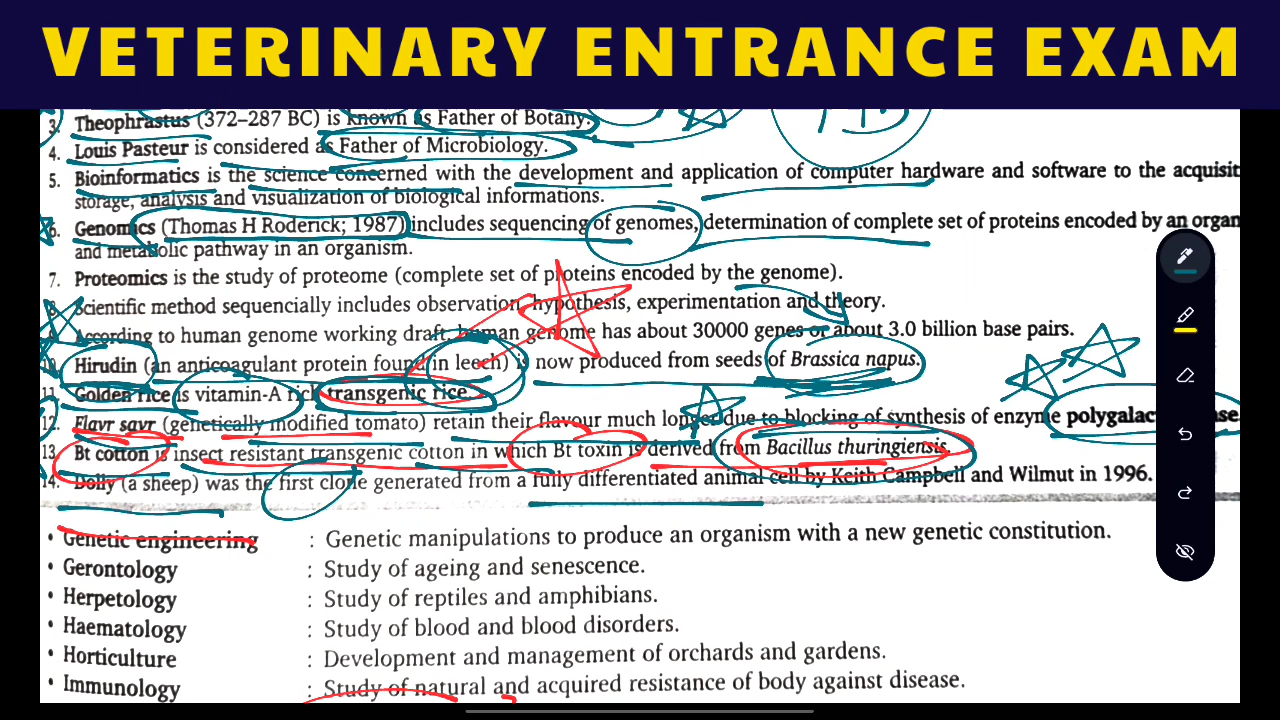 VETERINARY ENTRANCE EXAM
3. Theophrastus (372–287 BC) is known as Father of Botany.
4. Louis Pasteur is considered as Father of Microbiology.
5. Bioinformatics is the science concerned with the development and application of computer hardware and software to the acquisit
storage, analysis and visualization of biological informations.
6. Genomics (Thomas H Roderick; 1987) includes sequencing of genomes, determination of complete set of proteins encoded by an organ
and metabolic pathway in an organism.
7. Proteomics is the study of proteome (complete set of proteins encoded by the genome).
8. Scientific method sequencially includes observation, hypothesis, experimentation and theory.
9. According to human genome working draft, human genome has about 30000 genes or about 3.0 billion base pairs.
10. Hirudin (an anticoagulant protein found in leech) is now produced from seeds of Brassica napus.
11. Golden rice is vitamin-A rich transgenic rice.
12. Flavr savr (genetically modified tomato) retain their flavour much longer due to blocking of synthesis of enzyme
13. Bt cotton is insect resistant transgenic cotton in which Bt toxin is derived from Bacillus thuringiensis.
14. Dolly (a sheep) was the first clone generated from a fully differentiated animal cell by Keith Campbell and Wilmut in 1996.
• Genetic engineering : Genetic manipulations to produce an organism with a new genetic constitution.
• Gerontology : Study of ageing and senescence.
• Herpetology : Study of reptiles and amphibians.
• Haematology : Study of blood and blood disorders.
• Horticulture : Development and management of orchards and gardens.
• Immunology : Study of natural and acquired resistance of body against disease.